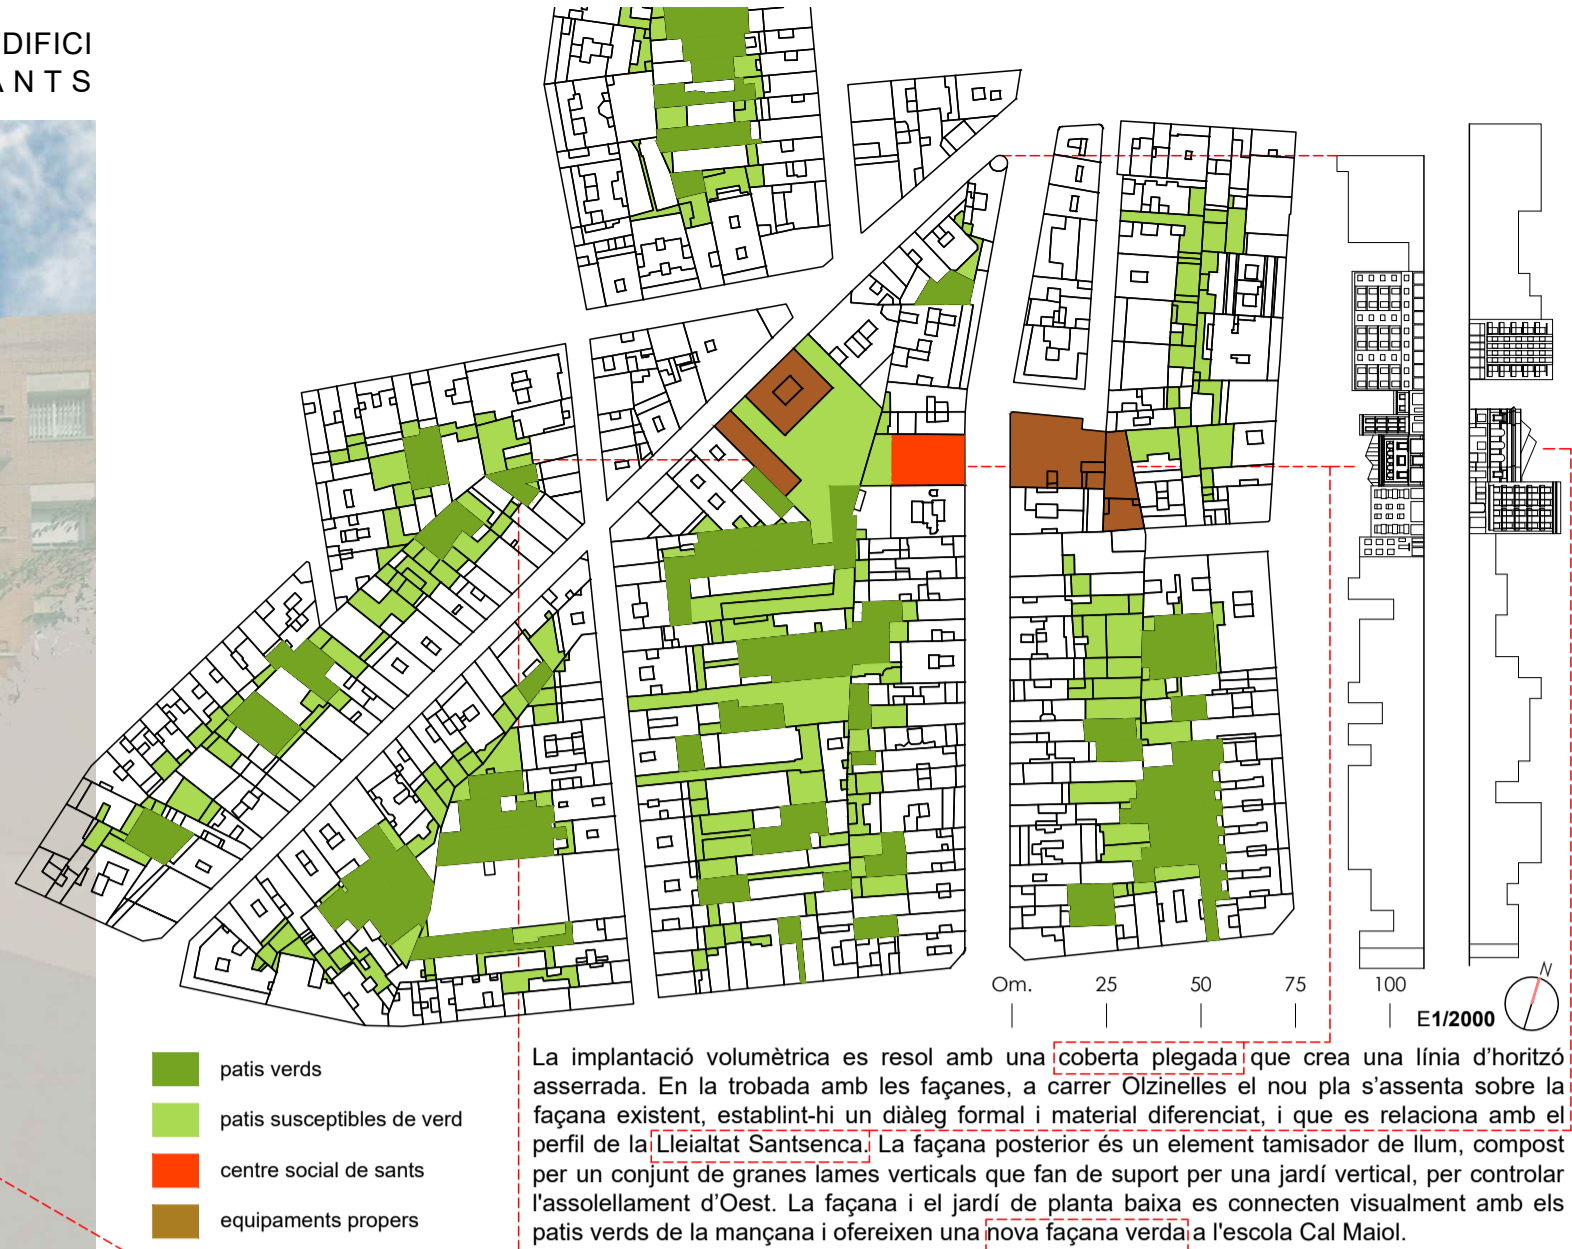 DIFICI
ANTS
N
0m. 25 50 75 100
E1/2000
patis verds
patis susceptibles de verd
centre social de sants
equipaments propers
La implantació volumètrica es resol amb una coberta plegada que crea una línia d’horitzó
asserrada. En la trobada amb les façanes, a carrer Olzinelles el nou pla s’assenta sobre la
façana existent, establint-hi un diàleg formal i material diferenciat, i que es relaciona amb el
perfil de la Lleialtat Santsenca. La façana posterior és un element tamisador de llum, compost
per un conjunt de granes lames verticals que fan de suport per una jardí vertical, per controlar
l'assolellament d’Oest. La façana i el jardí de planta baixa es connecten visualment amb els
patis verds de la mançana i ofereixen una nova façana verda a l'escola Cal Maiol.